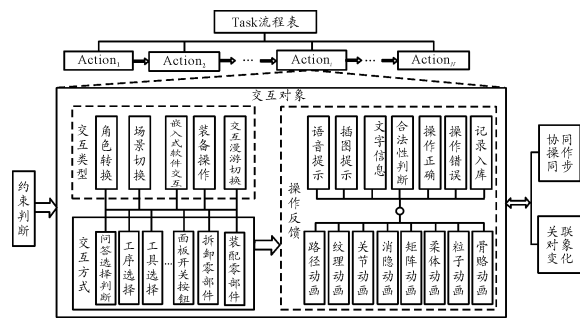 Task流程表
Action1
Action2
…
Actioni
…
Actionn
交互对象
交互类型
角色转换
场景切换
嵌入式软件交互
装备操作
交互漫游切换
语音提示
插图提示
文字信息
合法性判断
操作正确
操作错误
记录入库
操作反馈
约束判断
交互方式
问答选择判断
工序选择
工具选择
…
面板开关按钮
拆卸零部件
装配零部件
路径动画
纹理动画
关节动画
消隐动画
矩阵动画
柔体动画
粒子动画
骨骼动画
协同操作同步
关联对象变化